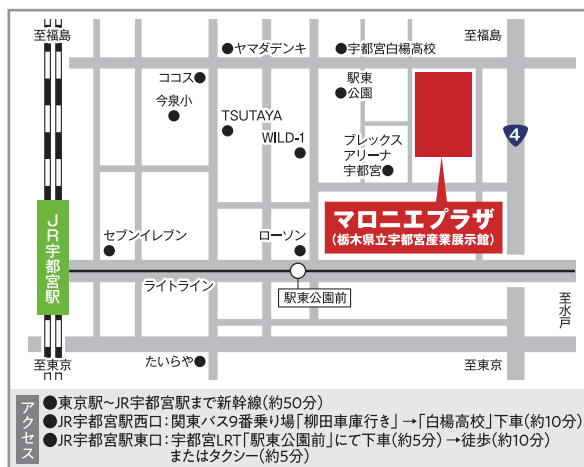 至福島
ヤマダデンキ
宇都宮白楊高校
至福島
ココス
今泉小
駅東
公園
TSUTAYA
WILD-1
ブレックス
アリーナ
宇都宮
4
マロニエプラザ
(栃木県立宇都宮産業展示館)
JR宇都宮駅
セブンイレブン
ローソン
ライトライン
駅東公園前
至水戸
至東京
たいらや
至東京
アクセス
●東京駅~JR宇都宮駅まで新幹線(約50分)
●JR宇都宮駅西口:関東バス9番乗り場「柳田車庫行き」→「白楊高校」下車(約10分)
●JR宇都宮駅東口:宇都宮LRT「駅東公園前」にて下車(約5分)→徒歩(約10分)
またはタクシー(約5分)